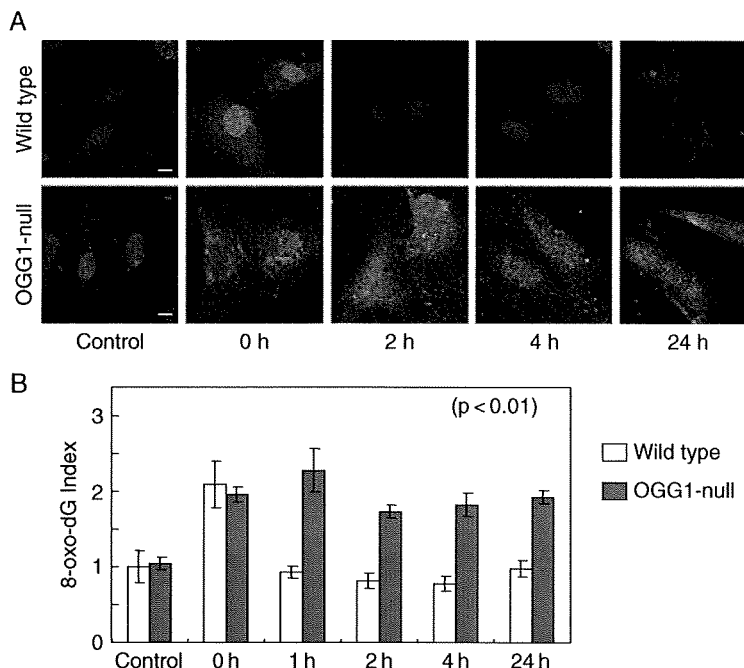 A
Wild type
OGG1-null
Control 0 h 2 h 4 h 24 h
B
8-oxo-dG Index
3
2
1
0
(p < 0.01)
Wild type
OGG1-null
Control 0 h 1 h 2 h 4 h 24 h